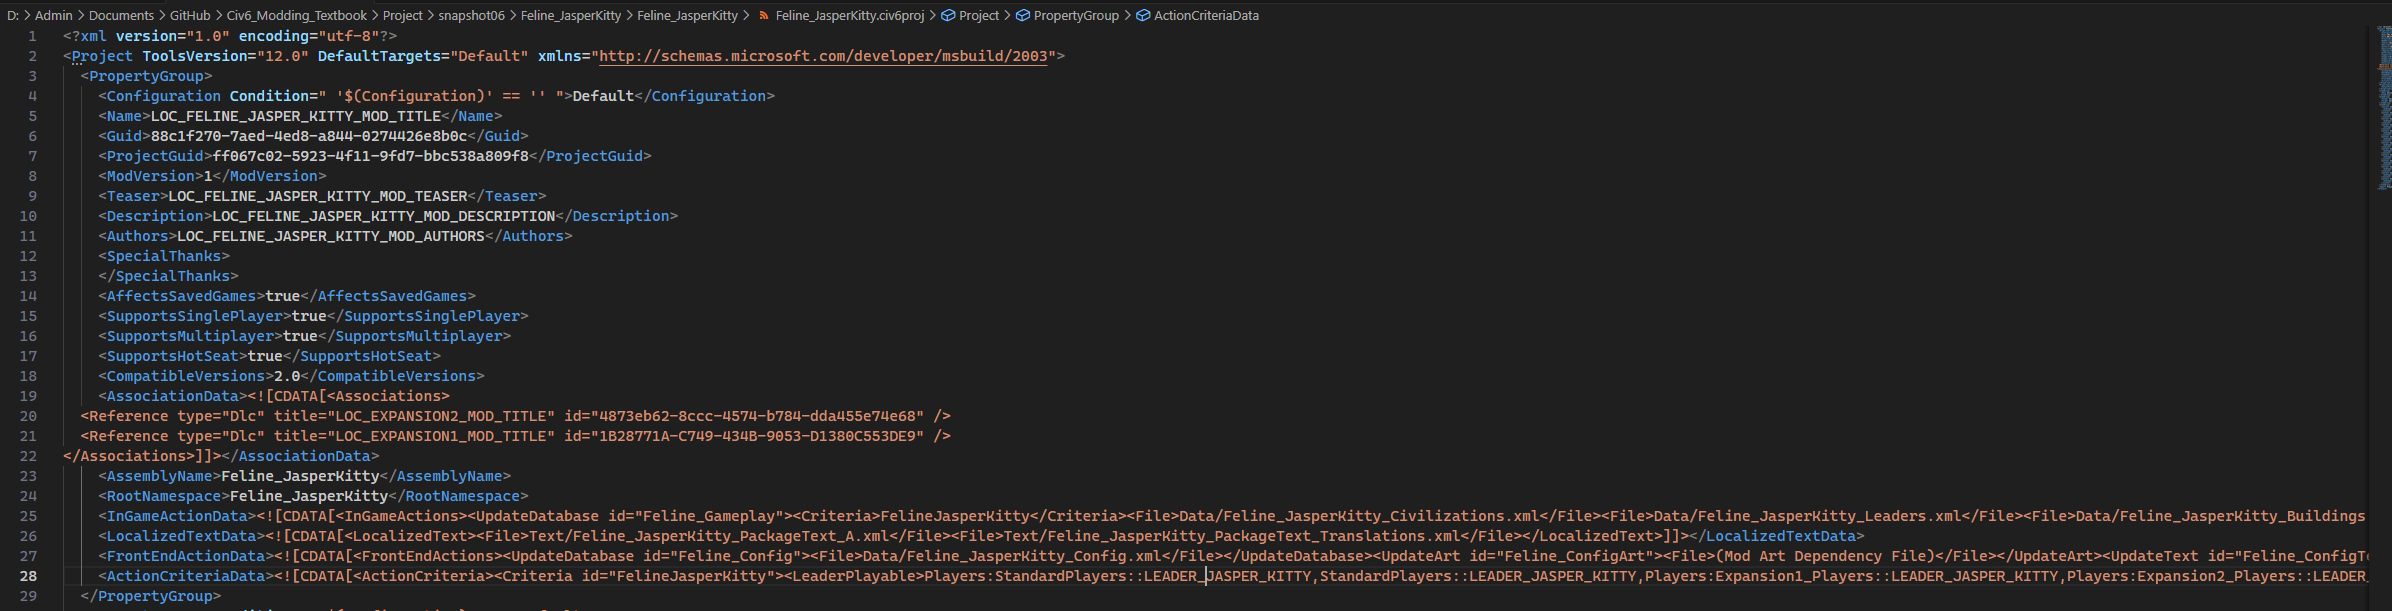 D: > Admin > Documents > GitHub > Civ6_Modding_Textbook > Project > snapshot06 > Feline_JasperKitty > Feline_JasperKitty > Feline_JasperKitty.civ6proj > Project > PropertyGroup > ActionCriteriaData
1 <?xml version="1.0" encoding="utf-8"?>
2 <Project ToolsVersion="12.0" DefaultTargets="Default" xmlns="http://schemas.microsoft.com/developer/msbuild/2003">
3 <PropertyGroup>
4 <Configuration Condition=" '$(Configuration)' == '' ">Default</Configuration>
5 <Name>LOC_FELINE_JASPER_KITTY_MOD_TITLE</Name>
6 <Guid>88c1f270-7aed-4ed8-a844-0274426e8b0c</Guid>
7 <ProjectGuid>ff067c02-5923-4f11-9fd7-bbc538a809f8</ProjectGuid>
8 <ModVersion>1</ModVersion>
9 <Teaser>LOC_FELINE_JASPER_KITTY_MOD_TEASER</Teaser>
10 <Description>LOC_FELINE_JASPER_KITTY_MOD_DESCRIPTION</Description>
11 <Authors>LOC_FELINE_JASPER_KITTY_MOD_AUTHORS</Authors>
12 <SpecialThanks>
13 </SpecialThanks>
14 <AffectsSavedGames>true</AffectsSavedGames>
15 <SupportsSinglePlayer>true</SupportsSinglePlayer>
16 <SupportsMultiplayer>true</SupportsMultiplayer>
17 <SupportsHotSeat>true</SupportsHotSeat>
18 <CompatibleVersions>2.0</CompatibleVersions>
19 <AssociationData><![CDATA[<Associations>
20 <Reference type="Dlc" title="LOC_EXPANSION2_MOD_TITLE" id="4873eb62-8ccc-4574-b784-dda455e74e68" />
21 <Reference type="Dlc" title="LOC_EXPANSION1_MOD_TITLE" id="1B28771A-C749-434B-9053-D1380C553DE9" />
22 </Associations>]]></AssociationData>
23 <AssemblyName>Feline_JasperKitty</AssemblyName>
24 <RootNamespace>Feline_JasperKitty</RootNamespace>
25 <InGameActionData><![CDATA[<InGameActions><UpdateDatabase id="Feline_Gameplay"><Criteria>FelineJasperKitty</Criteria><File>Data/Feline_JasperKitty_Civilizations.xml</File><File>Data/Feline_JasperKitty_Leaders.xml</File><File>Data/Feline_JasperKitty_Buildings
26 <LocalizedTextData><![CDATA[<LocalizedText><File>Text/Feline_JasperKitty_PackageText_A.xml</File><File>Text/Feline_JasperKitty_PackageText_Translations.xml</File></LocalizedText>]]></LocalizedTextData>
27 <FrontEndActionData><![CDATA[<FrontEndActions><UpdateDatabase id="Feline_Config"><File>Data/Feline_JasperKitty_Config.xml</File></UpdateDatabase><UpdateArt id="Feline_ConfigArt"><File>(Mod Art Dependency File)</File></UpdateArt><UpdateText id="Feline_ConfigTe
28 <ActionCriteriaData><![CDATA[<ActionCriteria><Criteria id="FelineJasperKitty"><LeaderPlayable>Players:StandardPlayers::LEADER_JASPER_KITTY,StandardPlayers::LEADER_JASPER_KITTY,Players:Expansion1_Players::LEADER_JASPER_KITTY,Players:Expansion2_Players::LEADER_
29 </PropertyGroup>